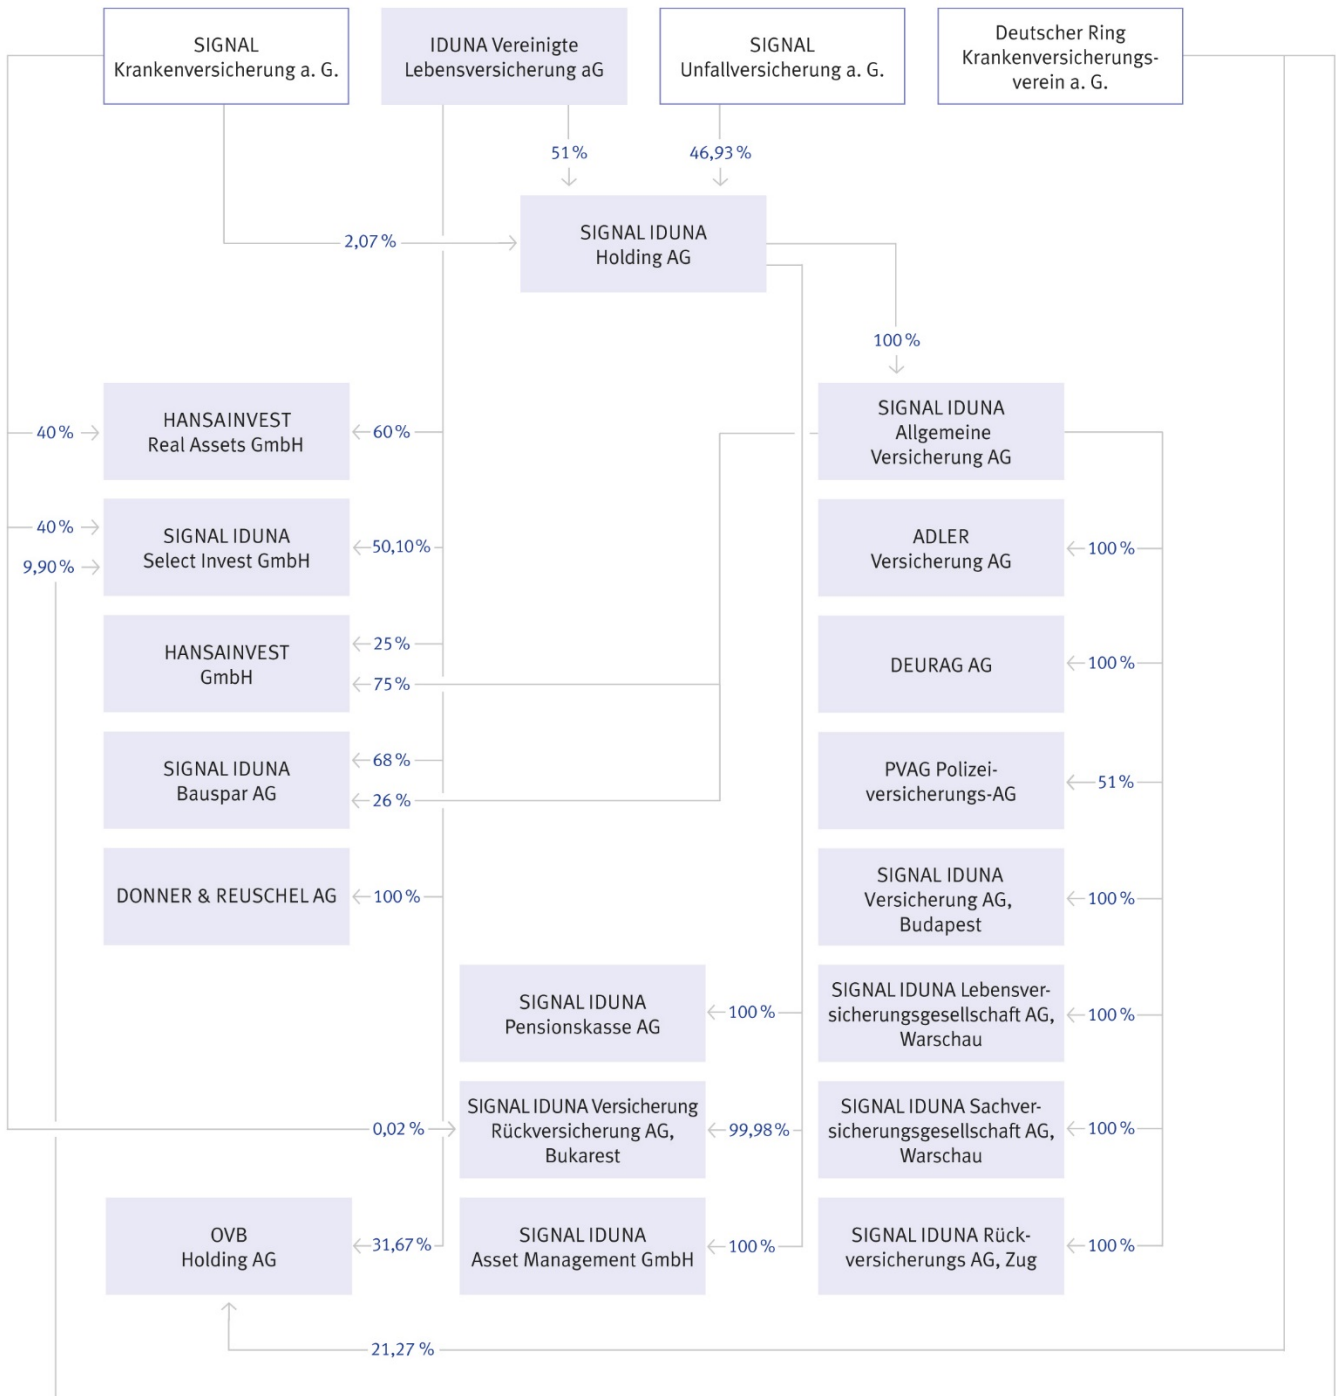 SIGNAL
Krankenversicherung a. G.
IDUNA Vereinigte
Lebensversicherung aG
SIGNAL
Unfallversicherung a. G.
Deutscher Ring
Krankenversicherungs-
verein a. G.
51 %
46,93 %
2,07 %
SIGNAL IDUNA
Holding AG
100 %
40 %
HANSAINVEST
Real Assets GmbH
60 %
SIGNAL IDUNA
Allgemeine
Versicherung AG
40 %
9,90 %
SIGNAL IDUNA
Select Invest GmbH
50,10 %
ADLER
Versicherung AG
100 %
HANSAINVEST
GmbH
25 %
75 %
DEURAG AG
100 %
SIGNAL IDUNA
Bauspar AG
68 %
26 %
PVAG Polizei-
versicherungs-AG
51 %
DONNER & REUSCHEL AG
100 %
SIGNAL IDUNA
Versicherung AG,
Budapest
100 %
SIGNAL IDUNA
Pensionskasse AG
100 %
SIGNAL IDUNA Lebensver-
sicherungsgesellschaft AG,
Warschau
100 %
0,02 %
SIGNAL IDUNA Versicherung
Rückversicherung AG,
Bukarest
99,98 %
SIGNAL IDUNA Sachver-
sicherungsgesellschaft AG,
Warschau
100 %
OVB
Holding AG
31,67 %
SIGNAL IDUNA
Asset Management GmbH
100 %
SIGNAL IDUNA Rück-
versicherungs AG, Zug
100 %
21,27 %